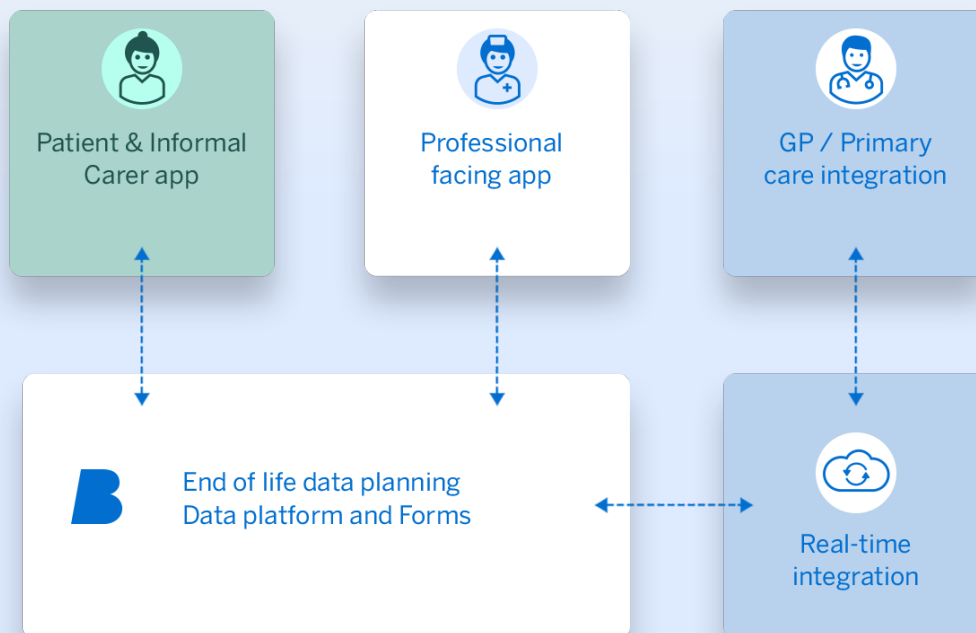 Patient & Informal
Carer app
Professional
facing app
GP / Primary
care integration
End of life data planning
Data platform and Forms
Real-time
integration